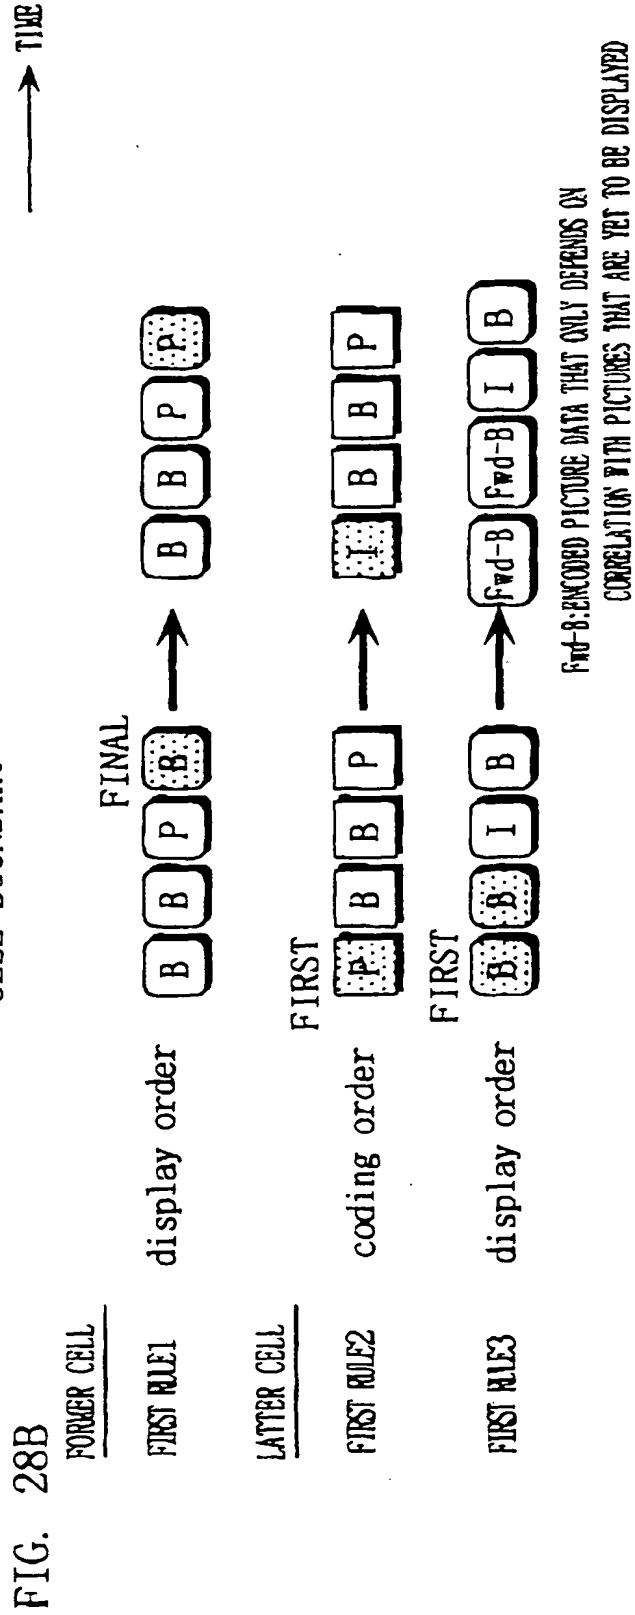 FIG. 28B
TIME
FORMER CELL
FINAL
FIRST RULE1
display order
B B P B
B B P P
LATTER CELL
FIRST
FIRST RULE2
coding order
P B B P
I B B P
FIRST
FIRST RULE3
display order
B B I B
Fwd-B Fwd-B I B
Fwd-B:ENCODED PICTURE DATA THAT ONLY DEPENDS ON
CORRELATION WITH PICTURES THAT ARE YET TO BE DISPLAYED